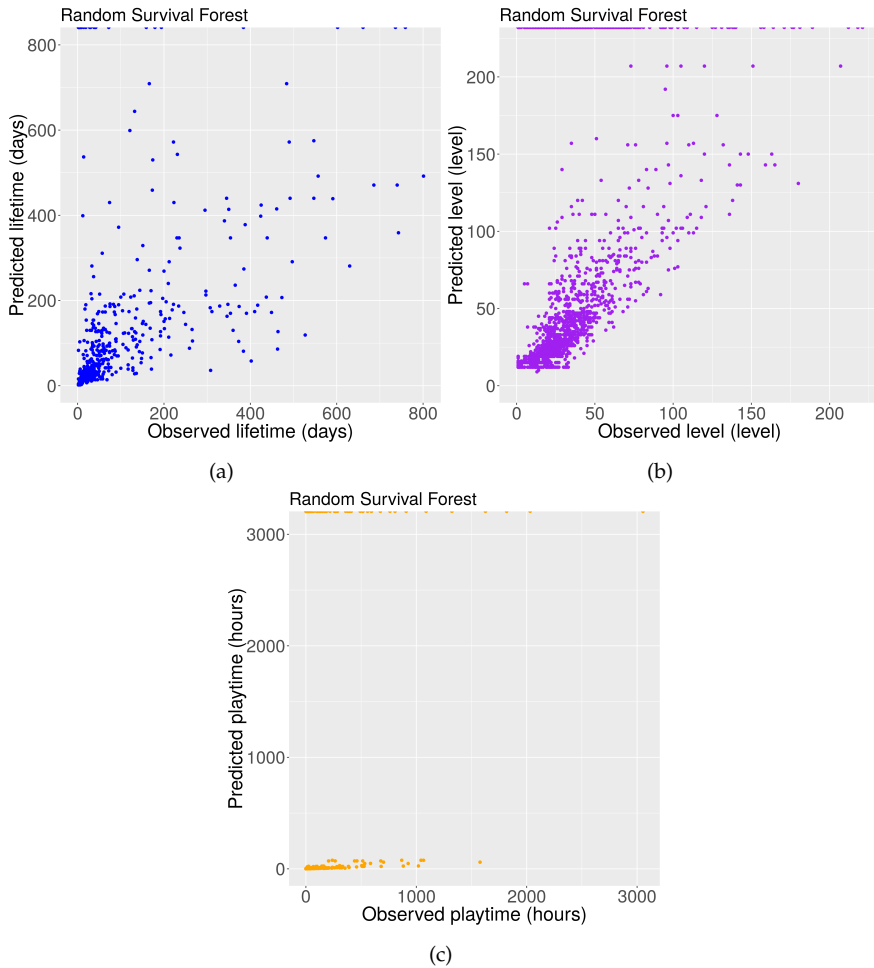 Random Survival Forest
Predicted lifetime (days)
800
600
400
200
0
0 200 400 600 800
Observed lifetime (days)
(a)
Random Survival Forest
Predicted level (level)
200
150
100
50
0
0 50 100 150 200
Observed level (level)
(b)
Random Survival Forest
Predicted playtime (hours)
3000
2000
1000
0
0 1000 2000 3000
Observed playtime (hours)
(c)